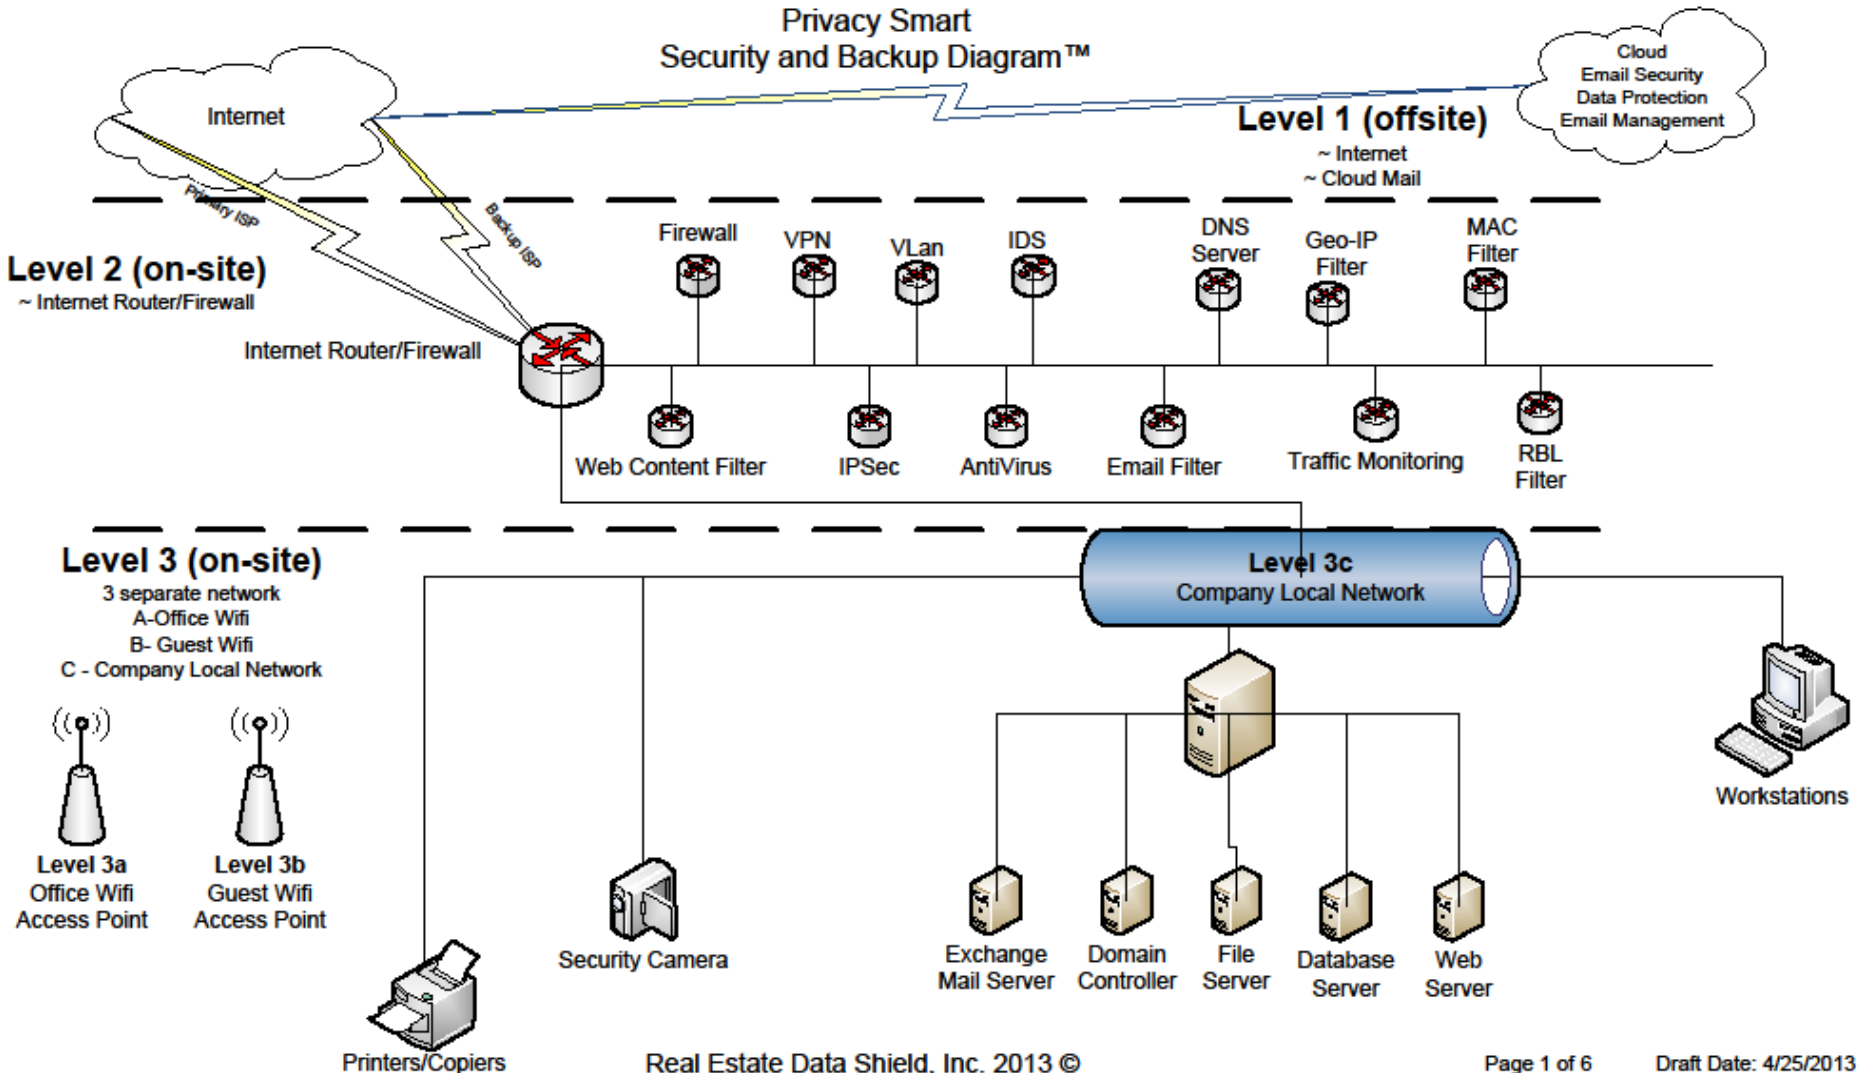 Privacy Smart
Security and Backup Diagram™
Internet
Cloud
Email Security
Data Protection
Email Management
Level 1 (offsite)
~ Internet
~ Cloud Mail
Primary ISP
Backup ISP
Level 2 (on-site)
~ Internet Router/Firewall
Internet Router/Firewall
Firewall
VPN
VLan
IDS
DNS
Server
Geo-IP
Filter
MAC
Filter
Web Content Filter
IPSec
AntiVirus
Email Filter
Traffic Monitoring
RBL
Filter
Level 3 (on-site)
3 separate network
A-Office Wifi
B- Guest Wifi
C - Company Local Network
Level 3c
Company Local Network
Level 3a
Office Wifi
Access Point
Level 3b
Guest Wifi
Access Point
Workstations
Security Camera
Exchange
Mail Server
Domain
Controller
File
Server
Database
Server
Web
Server
Printers/Copiers
Real Estate Data Shield, Inc. 2013 ©
Page 1 of 6
Draft Date: 4/25/2013